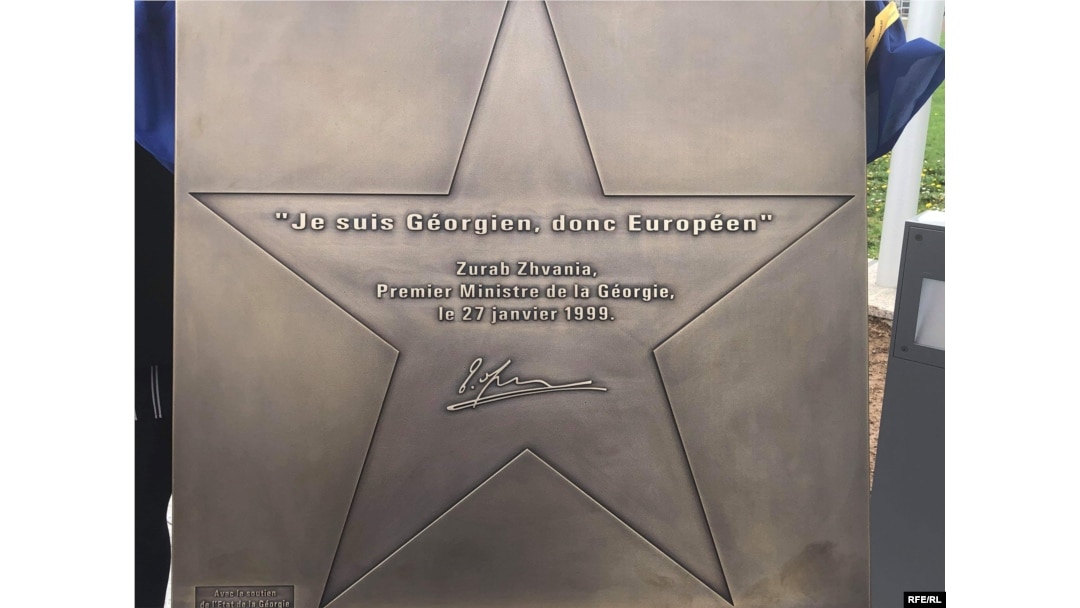 "Je suis Géorgien, donc Européen"
Zurab Zhvania,
Premier Ministre de la Géorgie,
le 27 janvier 1999.
Avec le soutien
de l'Etat de la Géorgie
RFE/RL